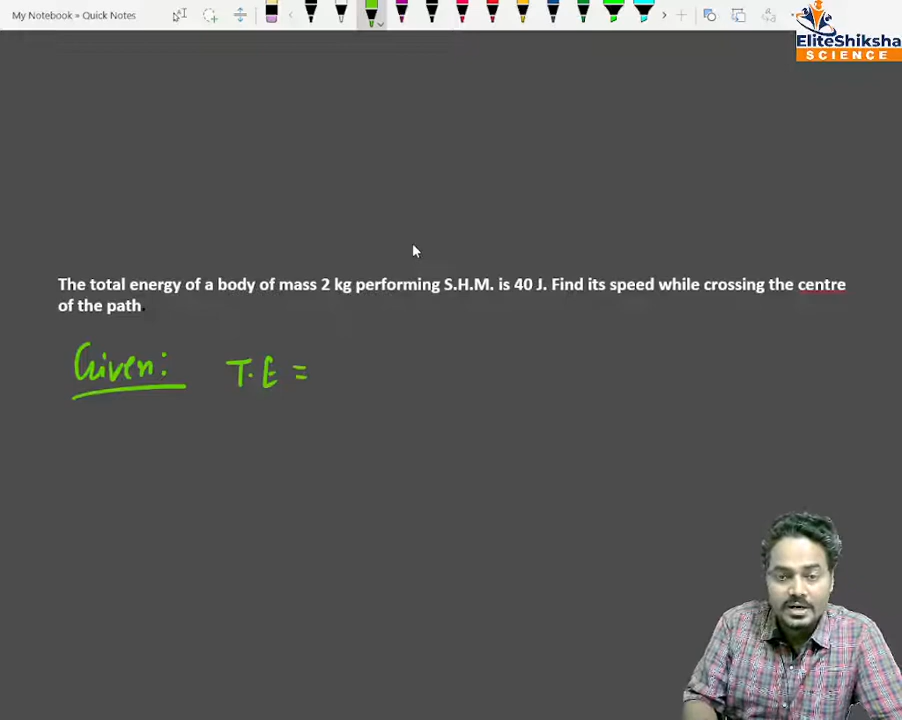 My Notebook » Quick Notes
EliteShiksha
SCIENCE
The total energy of a body of mass 2 kg performing S.H.M. is 40 J. Find its speed while crossing the centre
of the path.
Given: T.E =